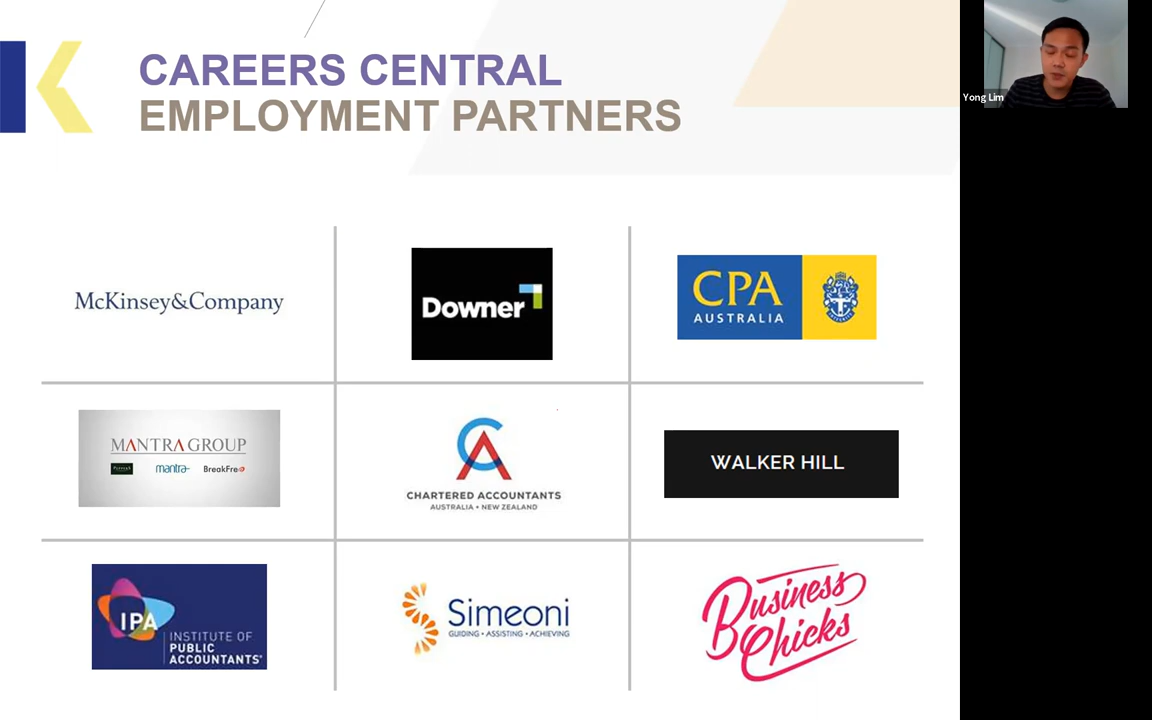 CAREERS CENTRAL
EMPLOYMENT PARTNERS
Yong Lim
McKinsey&Company
Downer
CPA
AUSTRALIA
MANTRA GROUP
mantra
BreakFree
CHARTERED ACCOUNTANTS
AUSTRALIA • NEW ZEALAND
WALKER HILL
IPA
INSTITUTE OF
PUBLIC
ACCOUNTANTS
Simeoni
GUIDING • ASSISTING • ACHIEVING
Business
Chicks